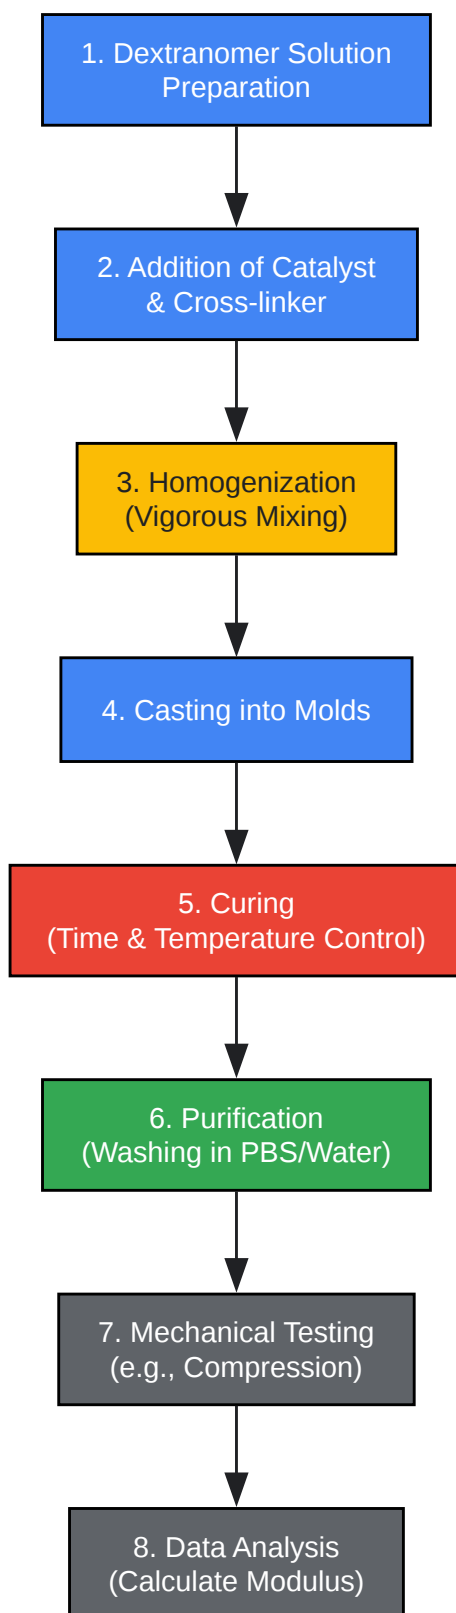 1. Dextranomer Solution
Preparation
2. Addition of Catalyst
& Cross-linker
3. Homogenization
(Vigorous Mixing)
4. Casting into Molds
5. Curing
(Time & Temperature Control)
6. Purification
(Washing in PBS/Water)
7. Mechanical Testing
(e.g., Compression)
8. Data Analysis
(Calculate Modulus)